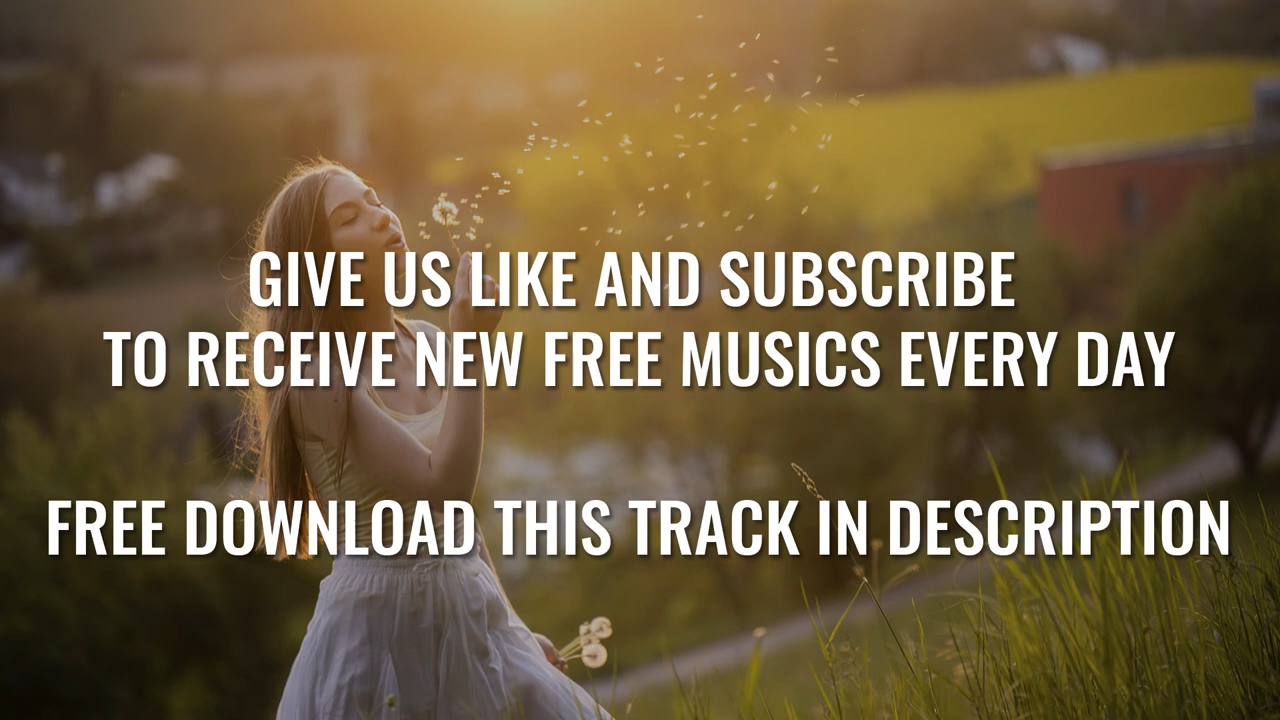 GIVE US LIKE AND SUBSCRIBE
TO RECEIVE NEW FREE MUSICS EVERY DAY
FREE DOWNLOAD THIS TRACK IN DESCRIPTION